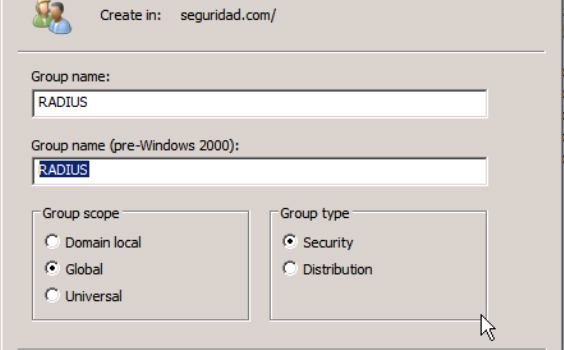 Create in: seguridad.com/
Group name:
RADIUS
Group name (pre-Windows 2000):
RADIUS
Group scope
Domain local
Global
Universal
Group type
Security
Distribution